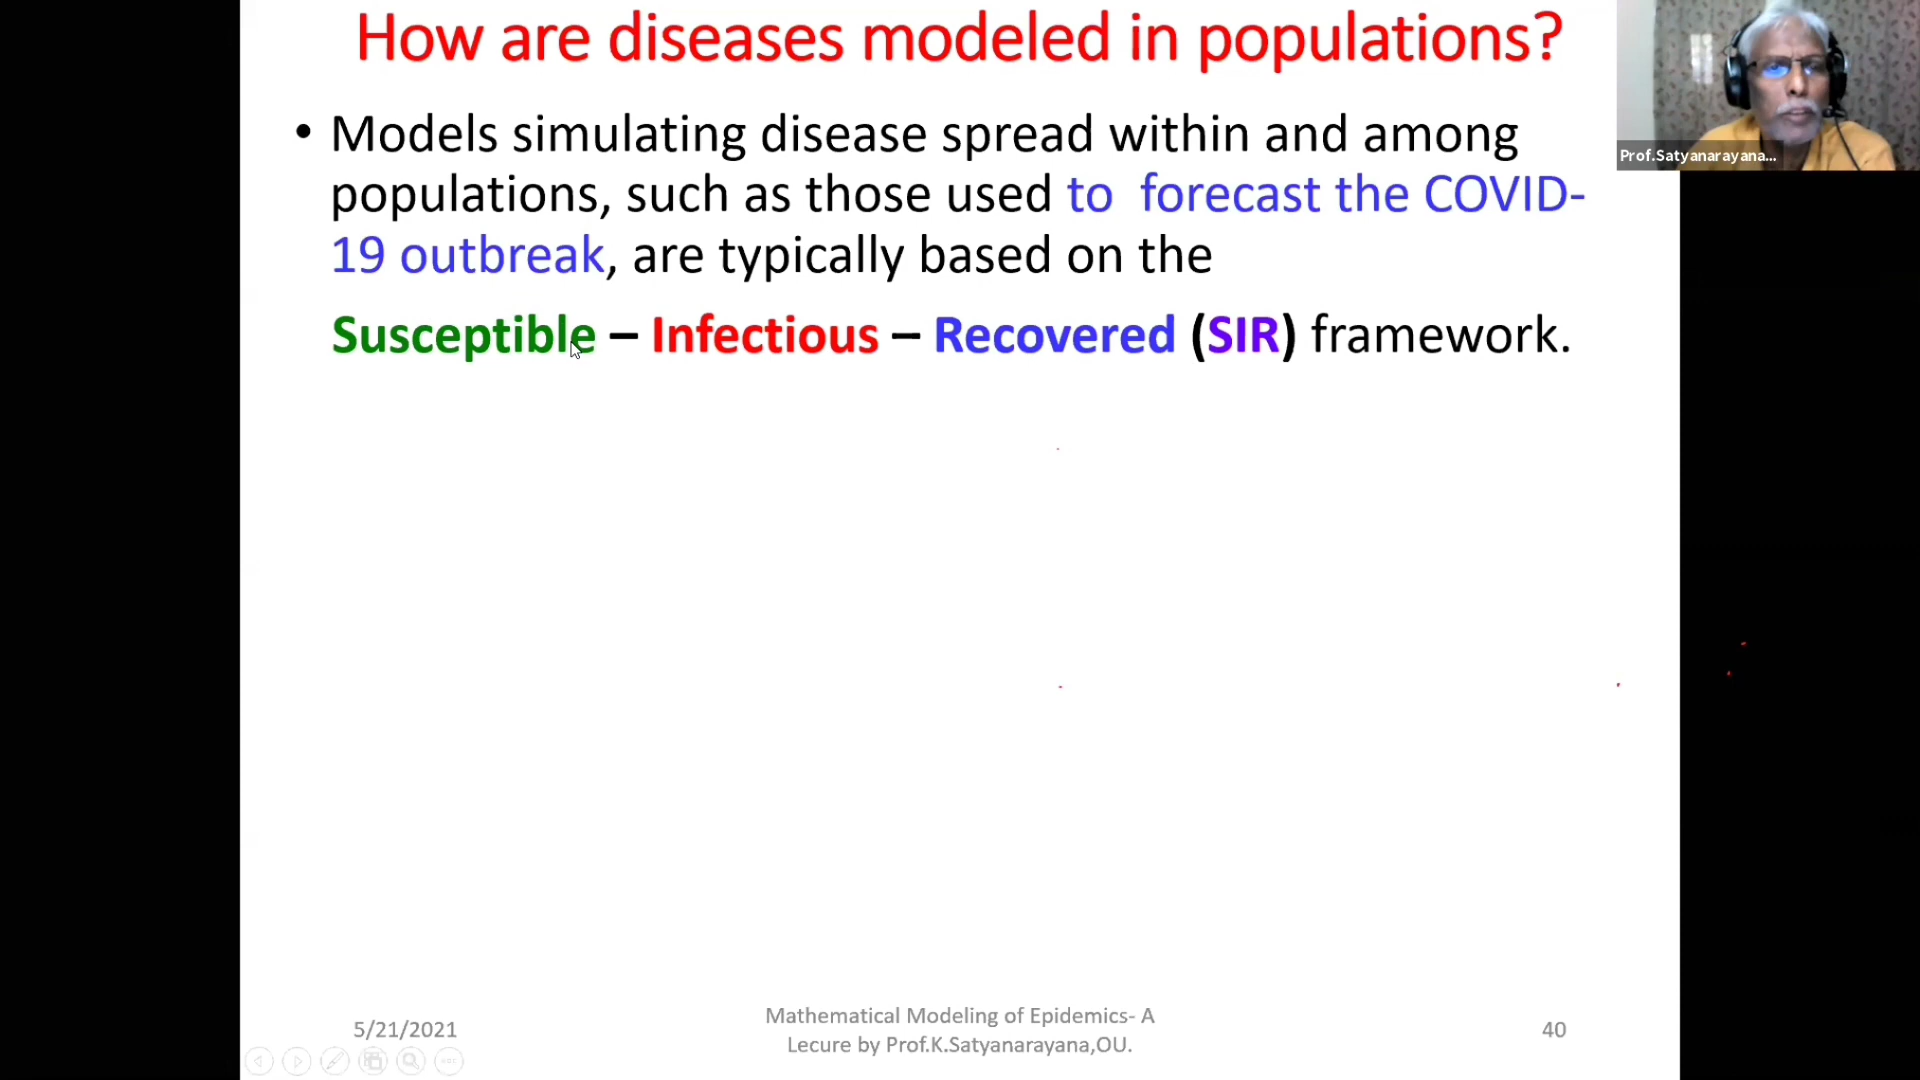 How are diseases modeled in populations?
Prof.Satyanarayana...
• Models simulating disease spread within and among
populations, such as those used to forecast the COVID-
19 outbreak, are typically based on the
Susceptible – Infectious – Recovered (SIR) framework.
5/21/2021
Mathematical Modeling of Epidemics- A
Lecure by Prof.K.Satyanarayana,OU.
40